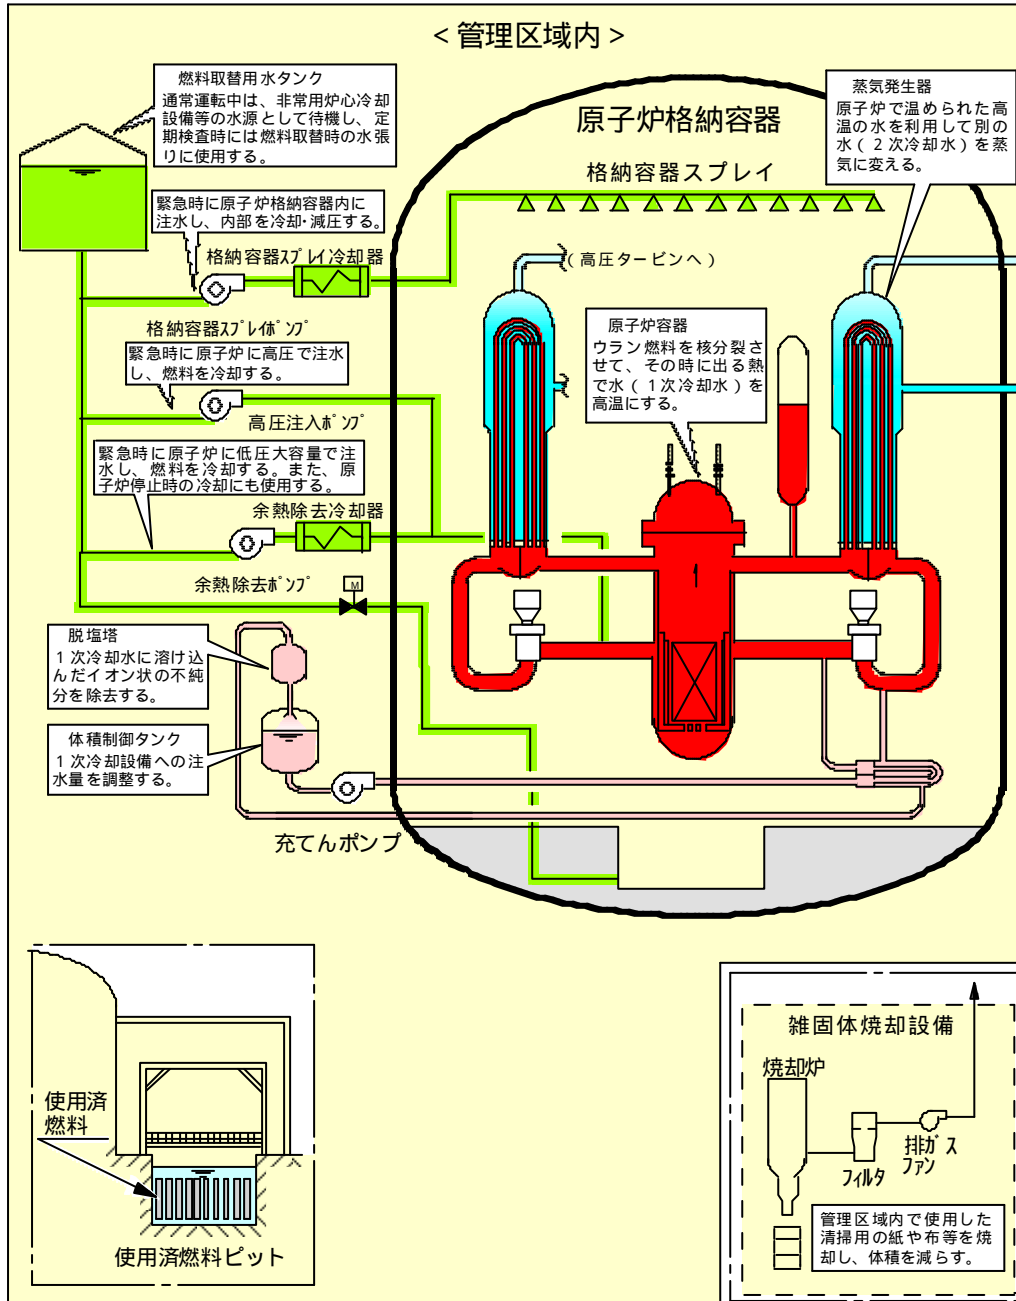 ＜管理区域内＞
燃料取替用水タンク
通常運転中は、非常用炉心冷却
設備等の水源として待機し、定
期検査時には燃料取替時の水張
りに使用する。
蒸気発生器
原子炉で温められた高
温の水を利用して別の
水（２次冷却水）を蒸
気に変える。
原子炉格納容器
格納容器スプレイ
緊急時に原子炉格納容器内に
注水し、内部を冷却・減圧する。
格納容器ｽﾌﾟﾚｲ冷却器
（高圧タービンへ）
格納容器ｽﾌﾟﾚｲﾎﾟﾝﾌﾟ
緊急時に原子炉に高圧で注水
し、燃料を冷却する。
高圧注入ﾎﾟﾝﾌﾟ
原子炉容器
ウラン燃料を核分裂さ
せて、その時に出る熱
で水（１次冷却水）を
高温にする。
緊急時に原子炉に低圧大容量で注
水し、燃料を冷却する。また、原
子炉停止時の冷却にも使用する。
余熱除去冷却器
余熱除去ﾎﾟﾝﾌﾟ
M
脱塩塔
１次冷却水に溶け込
んだイオン状の不純
分を除去する。
体積制御タンク
１次冷却設備への注
水量を調整する。
充てんポンプ
使用済
燃料
使用済燃料ピット
雑固体焼却設備
焼却炉
フィルタ
排ｶﾞｽ
ファン
管理区域内で使用した
清掃用の紙や布等を焼
却し、体積を減らす。